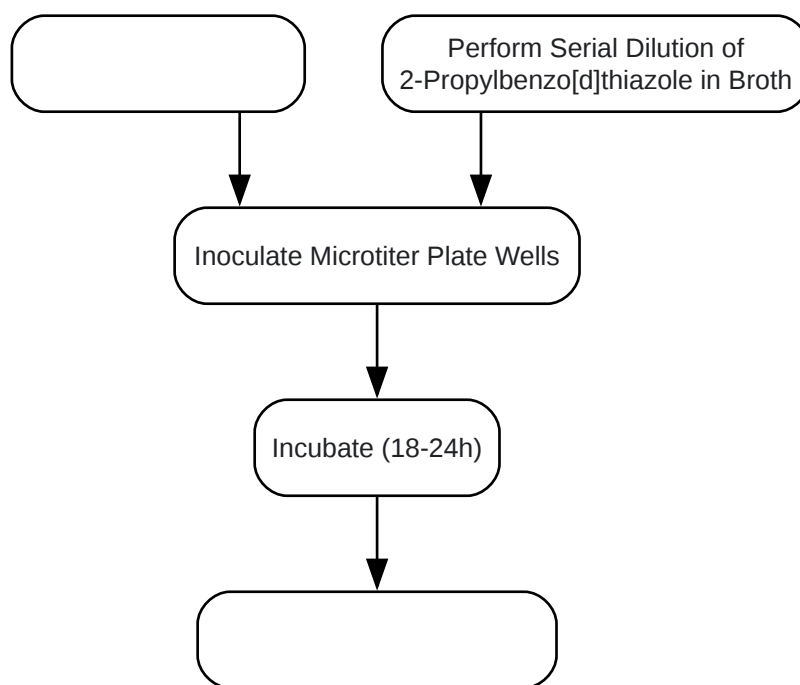 Perform Serial Dilution of
2-Propylbenzo[d]thiazole in Broth
Inoculate Microtiter Plate Wells
Incubate (18-24h)